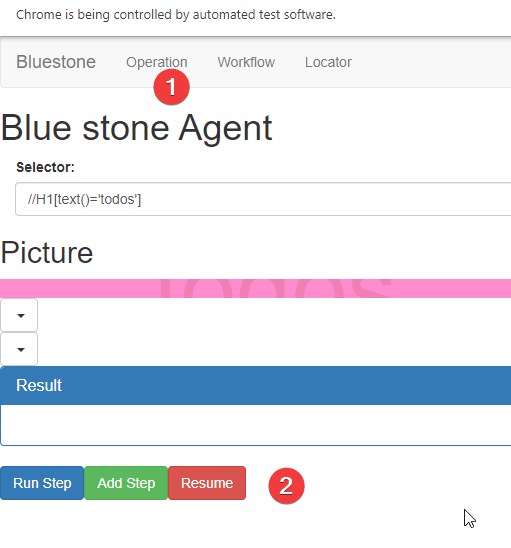 Chrome is being controlled by automated test software.
Bluestone Operation Workflow Locator
1
Blue stone Agent
Selector:
//H1[text()='todos']
Picture
Todos
Result
Run Step Add Step Resume 2